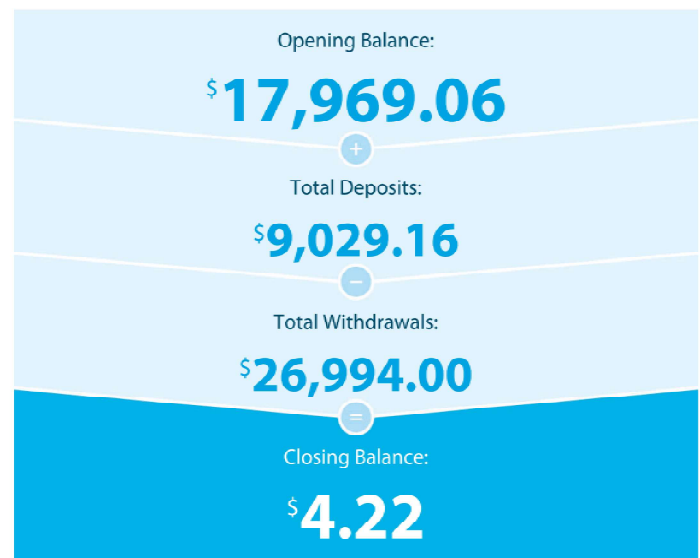 Opening Balance:
$17,969.06
+
Total Deposits:
$9,029.16
−
Total Withdrawals:
$26,994.00
=
Closing Balance:
$4.22